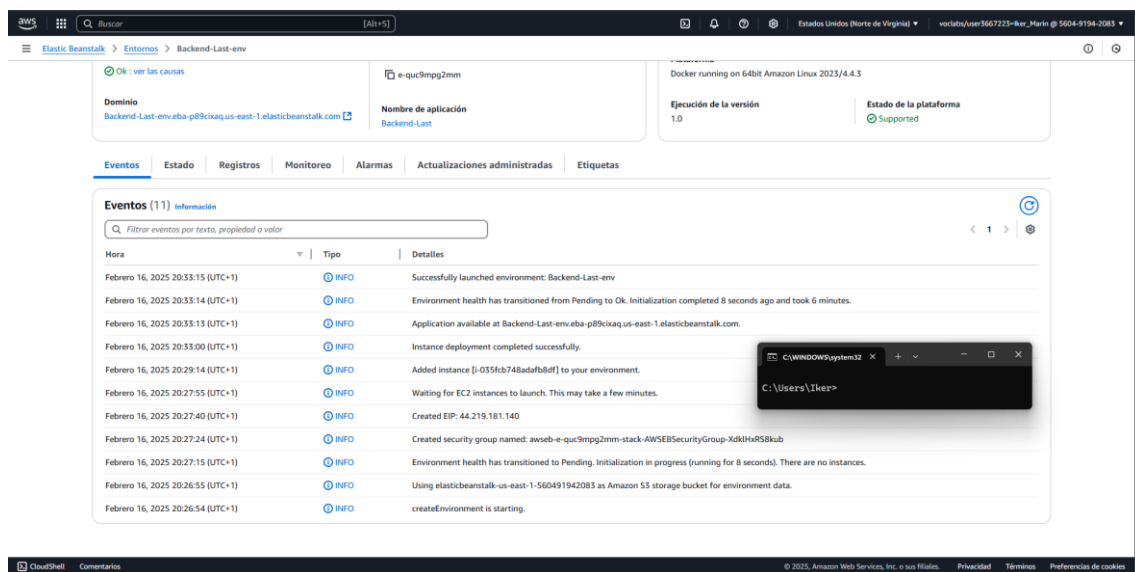 aws
Buscar
[Alt+S]
Estados Unidos (Norte de Virginia) ▼
voclabs/user3667223=Iker_Marin @ 5604-9194-2083 ▼
Elastic Beanstalk > Entornos > Backend-Last-env
Ok : ver las causas
e-quc9mpg2mm
Docker running on 64bit Amazon Linux 2023/4.4.3
Dominio
Backend-Last-env.eba-p89cixaq.us-east-1.elasticbeanstalk.com
Nombre de aplicación
Backend-Last
Ejecución de la versión
1.0
Estado de la plataforma
Supported
Eventos Estado Registros Monitoreo Alarmas Actualizaciones administradas Etiquetas
Eventos (11) Información
Filtrar eventos por texto, propiedad o valor
< 1 >
Hora Tipo Detalles
Febrero 16, 2025 20:33:15 (UTC+1) INFO Successfully launched environment: Backend-Last-env
Febrero 16, 2025 20:33:14 (UTC+1) INFO Environment health has transitioned from Pending to Ok. Initialization completed 8 seconds ago and took 6 minutes.
Febrero 16, 2025 20:33:13 (UTC+1) INFO Application available at Backend-Last-env.eba-p89cixaq.us-east-1.elasticbeanstalk.com.
Febrero 16, 2025 20:33:00 (UTC+1) INFO Instance deployment completed successfully.
Febrero 16, 2025 20:29:14 (UTC+1) INFO Added instance [i-035fcb748adafb8df] to your environment.
Febrero 16, 2025 20:27:55 (UTC+1) INFO Waiting for EC2 instances to launch. This may take a few minutes.
Febrero 16, 2025 20:27:40 (UTC+1) INFO Created EIP: 44.219.181.140
Febrero 16, 2025 20:27:24 (UTC+1) INFO Created security group named: awseb-e-quc9mpg2mm-stack-AWSEBSecurityGroup-XdklHxRS8kub
Febrero 16, 2025 20:27:15 (UTC+1) INFO Environment health has transitioned to Pending. Initialization in progress (running for 8 seconds). There are no instances.
Febrero 16, 2025 20:26:55 (UTC+1) INFO Using elasticbeanstalk-us-east-1-560491942083 as Amazon S3 storage bucket for environment data.
Febrero 16, 2025 20:26:54 (UTC+1) INFO createEnvironment is starting.
C:\WINDOWS\system32
C:\Users\Iker>
CloudShell Comentarios
© 2025, Amazon Web Services, Inc. o sus filiales. Privacidad Términos Preferencias de cookies